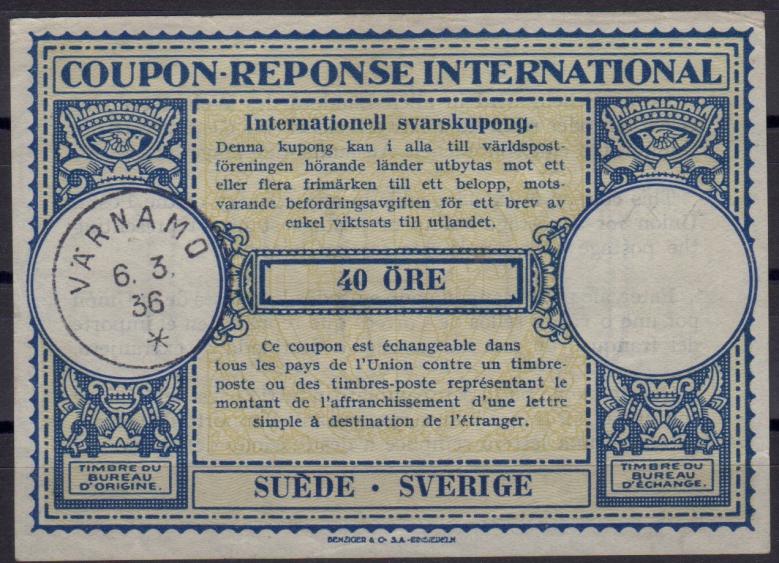 COUPON-REPONSE INTERNATIONAL
Internationell svarskupong.
Denna kupong kan i alla till världspost-
föreningen hörande länder utbytas mot ett
eller flera frimärken till ett belopp, mots-
varande befordringsavgiften för ett brev av
enkel viktsats till utlandet.
VÄRNAMO
6. 3.
36
*
40 ÖRE
Ce coupon est échangeable dans
tous les pays de l'Union contre un timbre-
poste ou des timbres-poste représentant le
montant de l'affranchissement d'une lettre
simple à destination de l'étranger.
TIMBRE DU
BUREAU
D'ORIGINE.
SUÈDE · SVERIGE
TIMBRE DU
BUREAU
D'ÉCHANGE.
BENZIGER & Co S.A.-EINSIEDELN